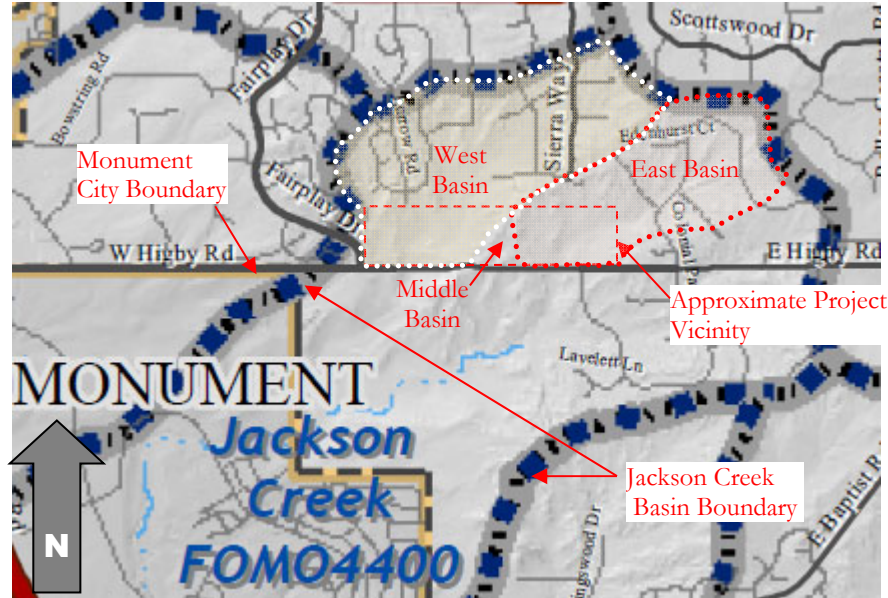 Scottswood Dr
Fairplay Dr
Bowstring Rd
Sierra Way
West
Basin
East Basin
Monument
City Boundary
Fairplay Dr
W Higby Rd
E Higby Rd
Middle
Basin
Approximate Project
Vicinity
Lavelett Ln
MONUMENT
Jackson
Creek
FOMO4400
Jackson Creek
Basin Boundary
E Baptist Rd
N